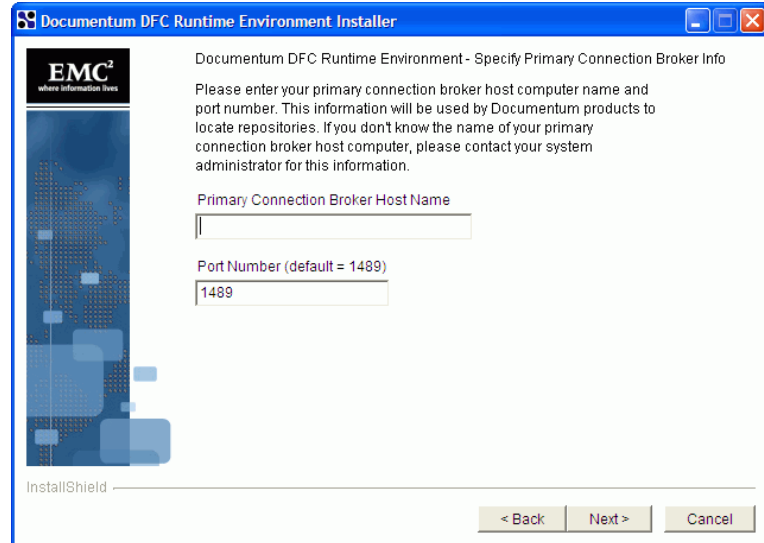 Documentum DFC Runtime Environment Installer
EMC²
where information lives
Documentum DFC Runtime Environment - Specify Primary Connection Broker Info
Please enter your primary connection broker host computer name and
port number. This information will be used by Documentum products to
locate repositories. If you don't know the name of your primary
connection broker host computer, please contact your system
administrator for this information.
Primary Connection Broker Host Name
Port Number (default = 1489)
1489
InstallShield
< Back Next > Cancel